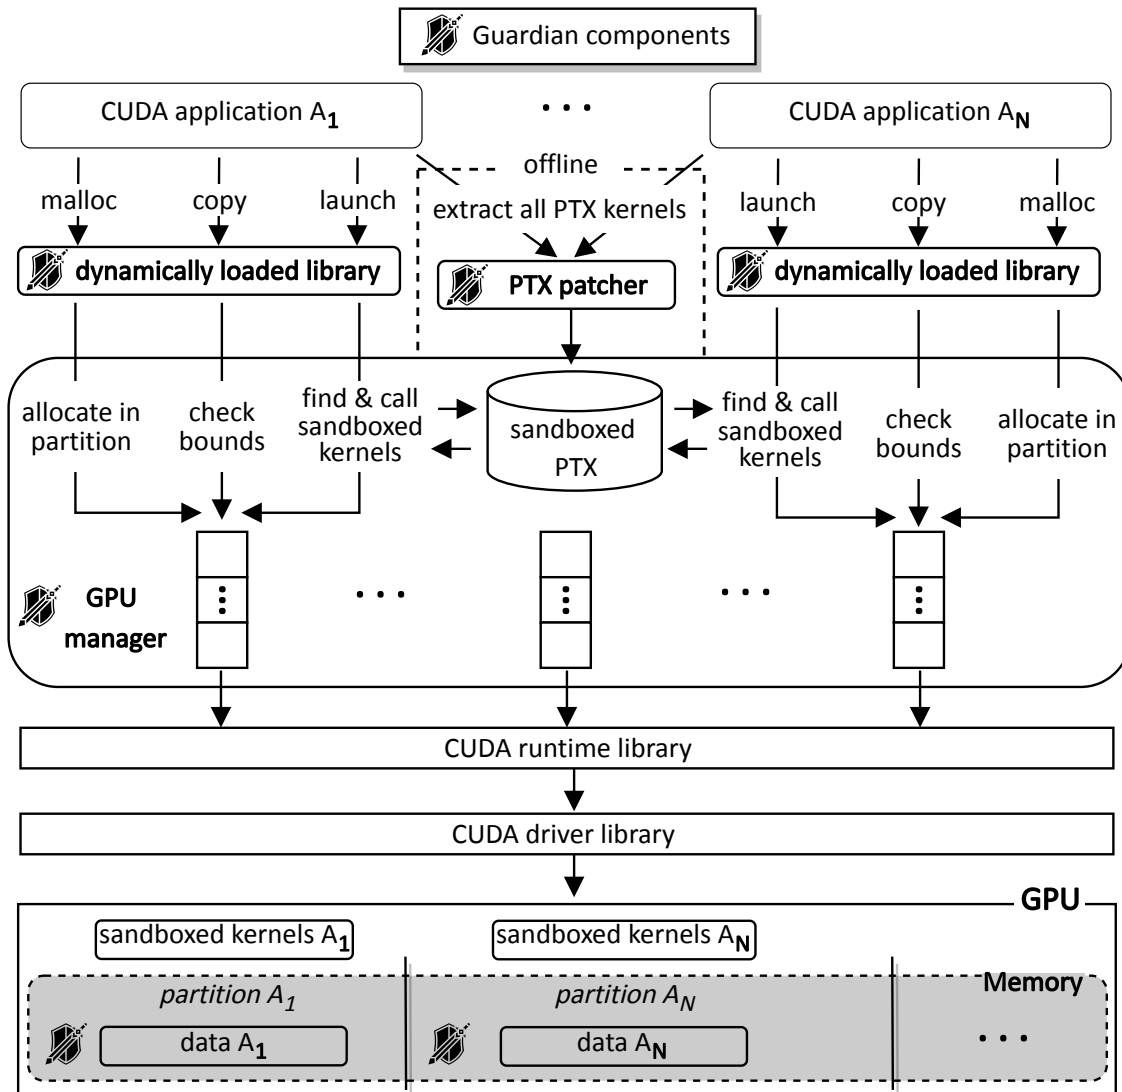 Guardian components
CUDA application A1
. . .
CUDA application AN
offline
malloc copy launch
extract all PTX kernels
launch copy malloc
dynamically loaded library
PTX patcher
dynamically loaded library
allocate in
partition
check
bounds
find & call
sandboxed
kernels
sandboxed
PTX
find & call
sandboxed
kernels
check
bounds
allocate in
partition
GPU
manager
. . .
. . .
CUDA runtime library
CUDA driver library
GPU
sandboxed kernels A1
sandboxed kernels AN
Memory
partition A1
partition AN
data A1
data AN
. . .